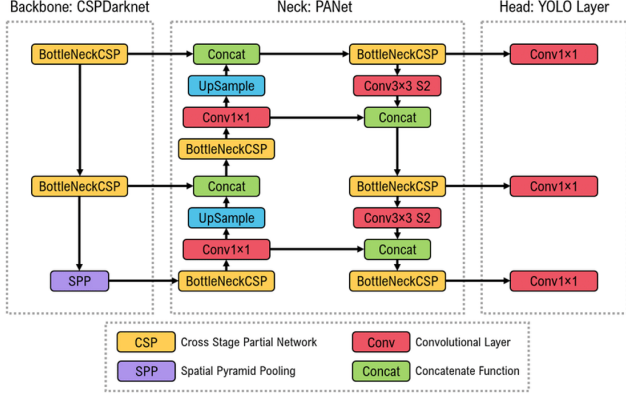 Backbone: CSPDarknet Neck: PANet Head: YOLO Layer
BottleNeckCSP Concat BottleNeckCSP Conv1×1
UpSample Conv3×3 S2
Conv1×1 Concat
BottleNeckCSP
BottleNeckCSP Concat BottleNeckCSP Conv1×1
UpSample Conv3×3 S2
Conv1×1 Concat
SPP BottleNeckCSP BottleNeckCSP Conv1×1
CSP Cross Stage Partial Network Conv Convolutional Layer
SPP Spatial Pyramid Pooling Concat Concatenate Function